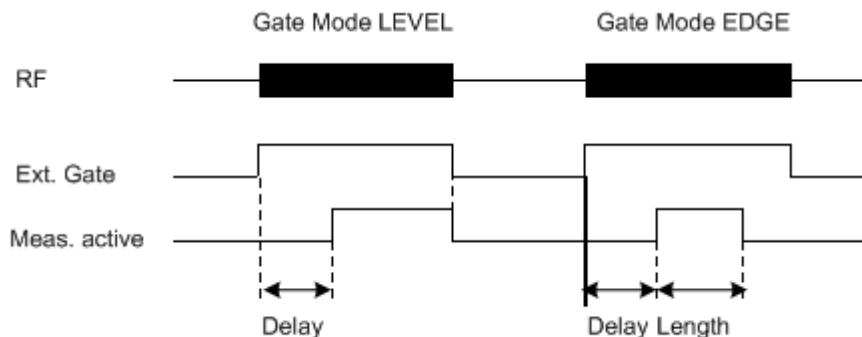 Gate Mode LEVEL Gate Mode EDGE
RF
Ext. Gate
Meas. active
Delay Delay Length